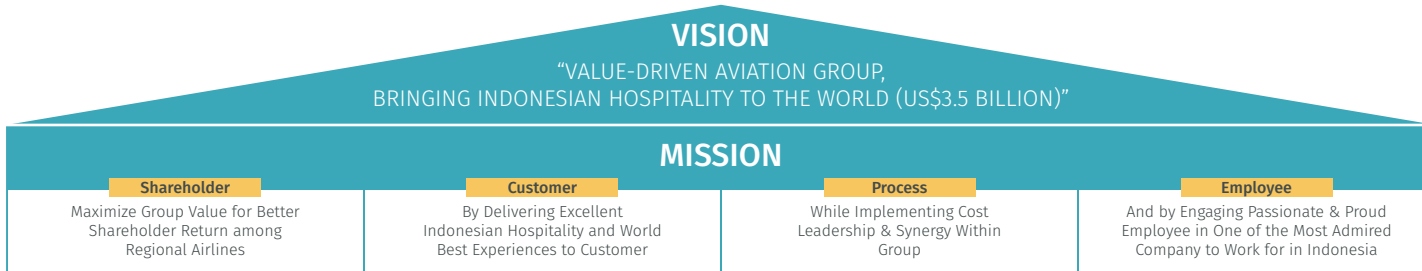 VISION
“VALUE-DRIVEN AVIATION GROUP,
BRINGING INDONESIAN HOSPITALITY TO THE WORLD (US$3.5 BILLION)”
MISSION
Shareholder
Maximize Group Value for Better
Shareholder Return among
Regional Airlines
Customer
By Delivering Excellent
Indonesian Hospitality and World
Best Experiences to Customer
Process
While Implementing Cost
Leadership & Synergy Within
Group
Employee
And by Engaging Passionate & Proud
Employee in One of the Most Admired
Company to Work for in Indonesia